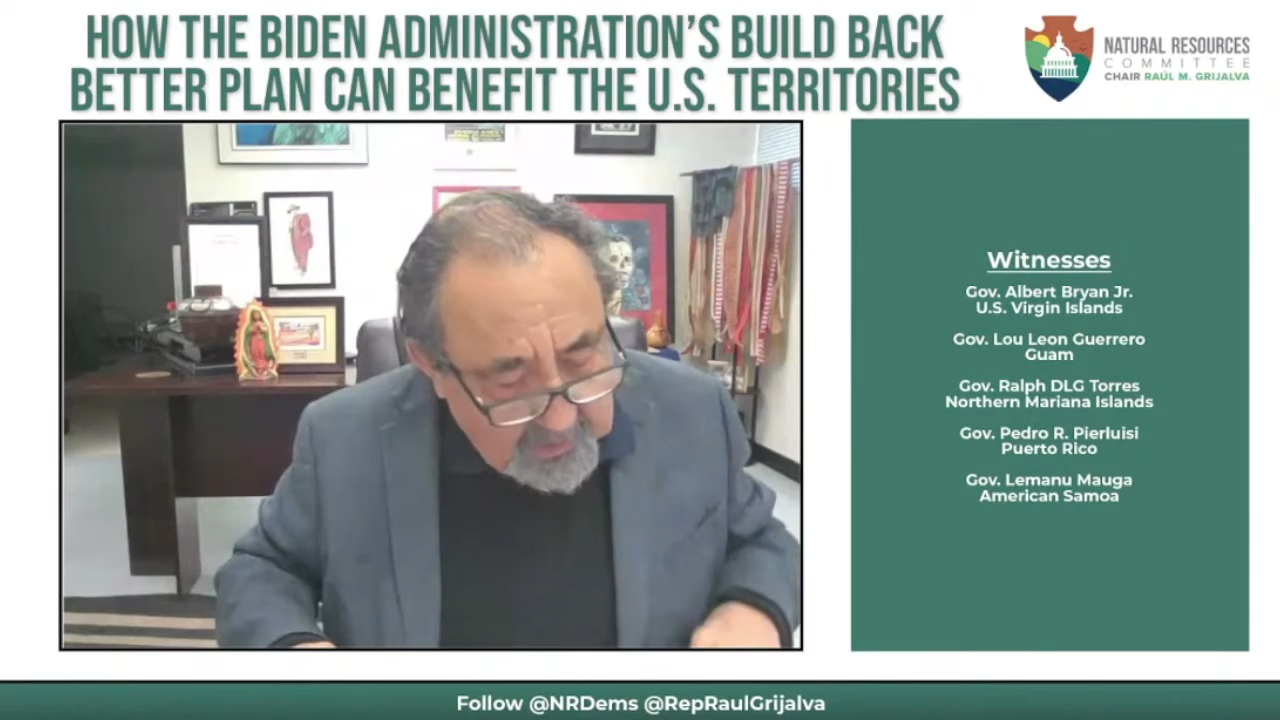 HOW THE BIDEN ADMINISTRATION'S BUILD BACK
BETTER PLAN CAN BENEFIT THE U.S. TERRITORIES
NATURAL RESOURCES
COMMITTEE
CHAIR RAÚL M. GRIJALVA
Witnesses
Gov. Albert Bryan Jr.
U.S. Virgin Islands
Gov. Lou Leon Guerrero
Guam
Gov. Ralph DLG Torres
Northern Mariana Islands
Gov. Pedro R. Pierluisi
Puerto Rico
Gov. Lemanu Mauga
American Samoa
Follow @NRDems @RepRaulGrijalva